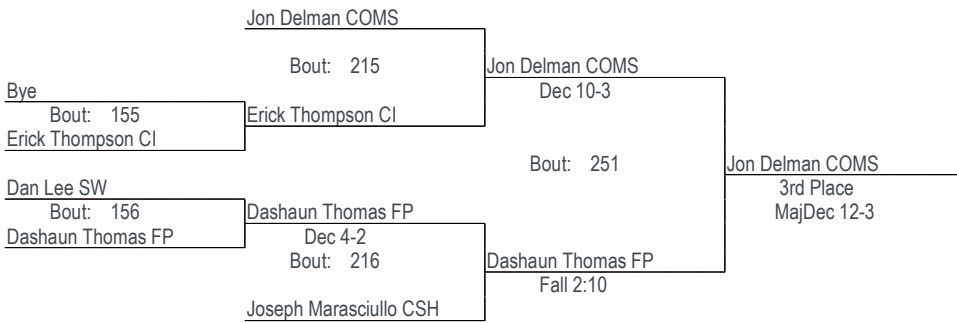 Jon Delman COMS
Bout: 215
Jon Delman COMS
Bye
Dec 10-3
Bout: 155
Erick Thompson CI
Erick Thompson CI
Bout: 251
Jon Delman COMS
Dan Lee SW
3rd Place
Bout: 156
Dashaun Thomas FP
MajDec 12-3
Dashaun Thomas FP
Dec 4-2
Bout: 216
Dashaun Thomas FP
Fall 2:10
Joseph Marasciullo CSH